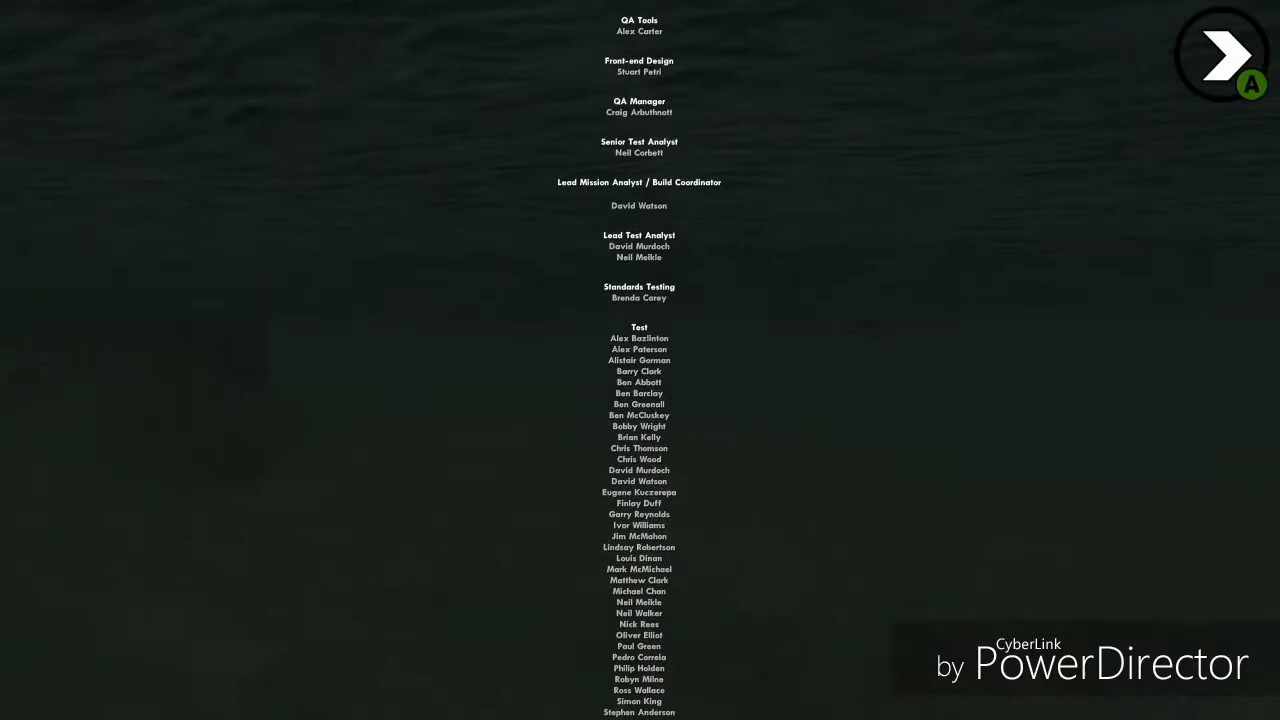 QA Tools
Alex Carter
Front-end Design
Stuart Petri
QA Manager
Craig Arbuthnott
Senior Test Analyst
Neil Corbett
Lead Mission Analyst / Build Coordinator
David Watson
Lead Test Analyst
David Murdoch
Neil Meikle
Standards Testing
Brenda Carey
Test
Alex Bazlinton
Alex Paterson
Alistair Gorman
Barry Clark
Ben Abbott
Ben Barclay
Ben Greenall
Ben McCluskey
Bobby Wright
Brian Kelly
Chris Thomson
Chris Wood
David Murdoch
David Watson
Eugene Kuczerepa
Finlay Duff
Garry Reynolds
Ivor Williams
Jim McMahon
Lindsay Robertson
Louis Dinan
Mark McMichael
Matthew Clark
Michael Chan
Neil Meikle
Neil Walker
Nick Rees
Oliver Elliot
Paul Green
Pedro Correia
Philip Holden
Robyn Milne
Ross Wallace
Simon King
Stephen Anderson
A
CyberLink
by PowerDirector